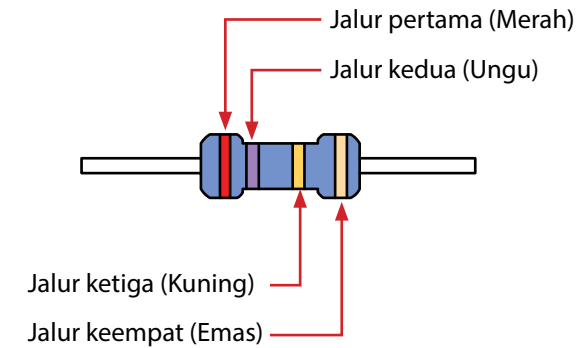 Jalur pertama (Merah)
Jalur kedua (Ungu)
Jalur ketiga (Kuning)
Jalur keempat (Emas)